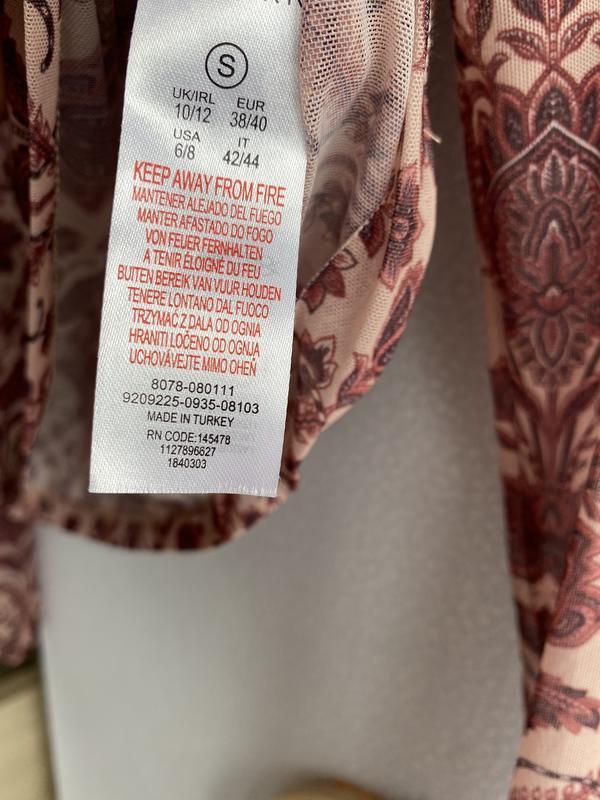 S
UK/IRL EUR
10/12 38/40
USA IT
6/8 42/44
KEEP AWAY FROM FIRE
MANTENER ALEJADO DEL FUEGO
MANTER AFASTADO DO FOGO
VON FEUER FERNHALTEN
A TENIR ÉLOIGNÉ DU FEU
BUITEN BEREIK VAN VUUR HOUDEN
TENERE LONTANO DAL FUOCO
TRZYMAĆ Z DALA OD OGNIA
HRANITI LOČENO OD OGNJA
UCHOVÁVEJTE MIMO OHEŇ
8078-080111
9209225-0935-08103
MADE IN TURKEY
RN CODE:145478
1127896627
1840303